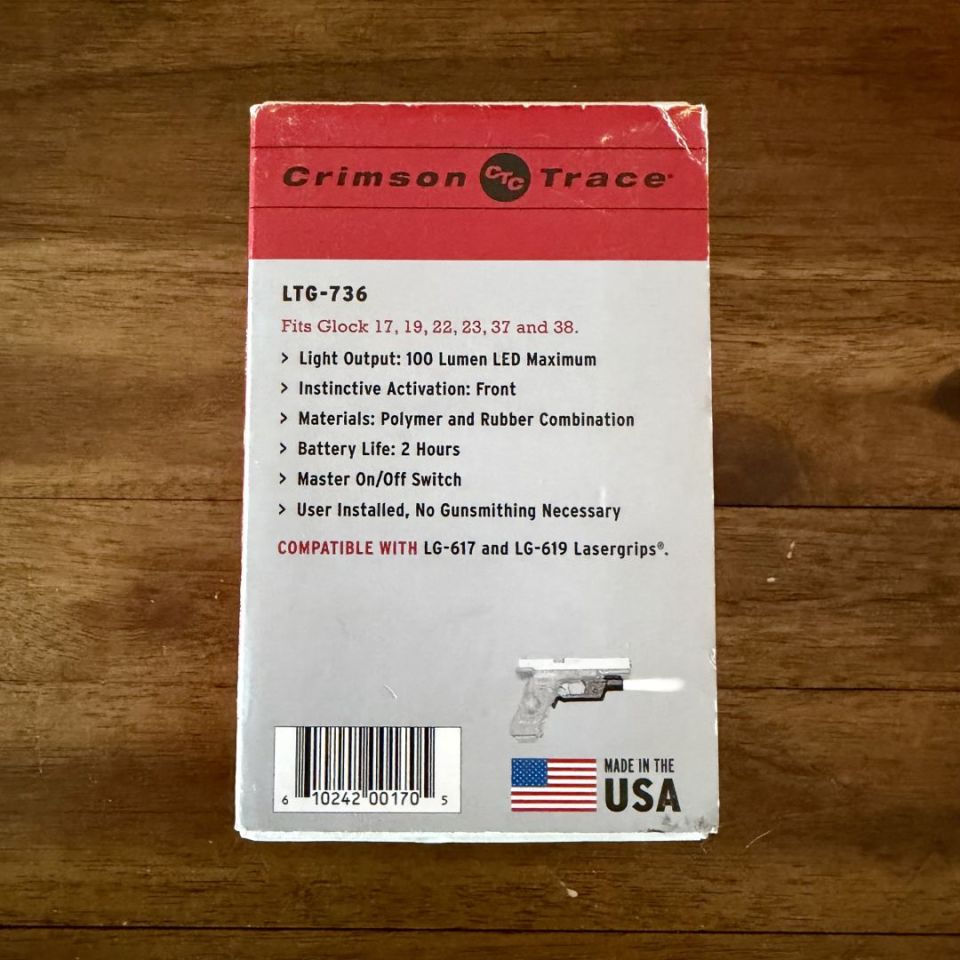 Crimson CTC Trace
LTG-736
Fits Glock 17, 19, 22, 23, 37 and 38.
> Light Output: 100 Lumen LED Maximum
> Instinctive Activation: Front
> Materials: Polymer and Rubber Combination
> Battery Life: 2 Hours
> Master On/Off Switch
> User Installed, No Gunsmithing Necessary
COMPATIBLE WITH LG-617 and LG-619 Lasergrips®.
MADE IN THE
USA
6 10242 00170 5